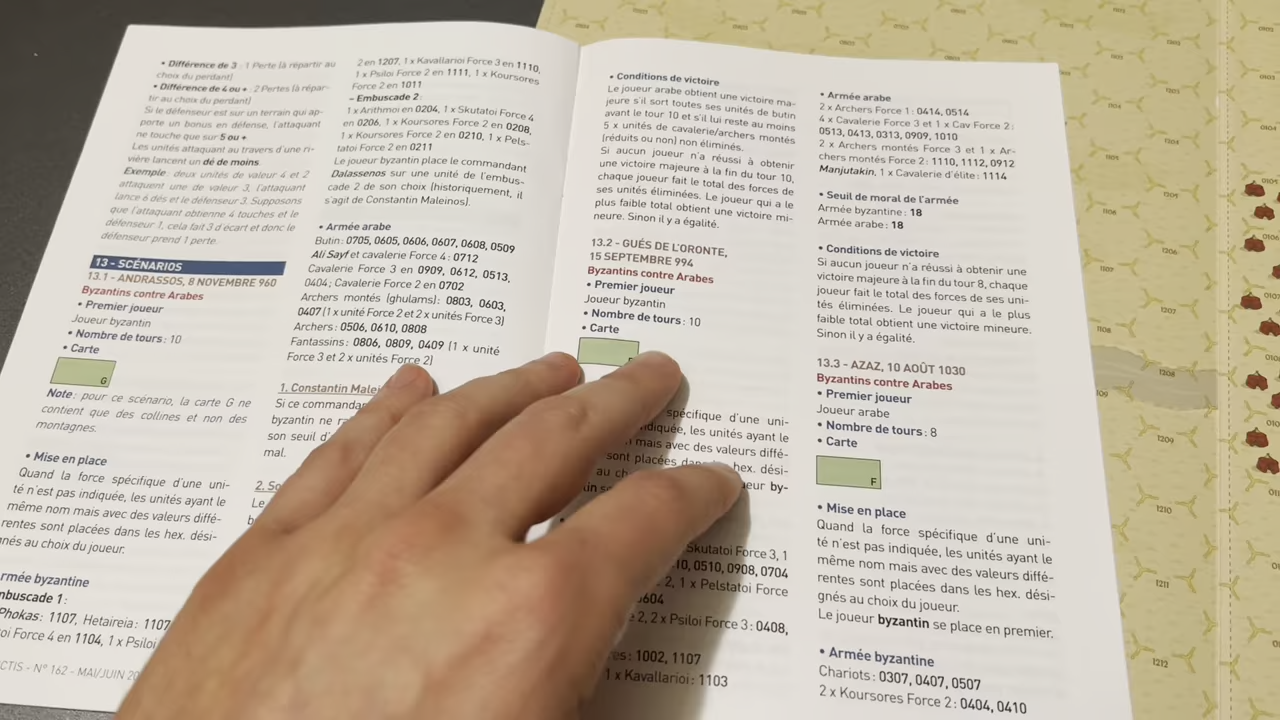 • Différence de 3 : 1 Perte (à répartir au
choix du perdant)
• Différence de 4 ou + : 2 Pertes (à répar-
tir au choix du perdant)
Si le défenseur est sur un terrain qui ap-
porte un bonus en défense, l'attaquant
ne touche que sur 5 ou +
Les unités attaquant au travers d'une ri-
vière lancent un dé de moins.
Exemple : deux unités de valeur 4 et 2
attaquent une de valeur 3, l'attaquant
lance 6 dés et le défenseur 3. Supposons
que l'attaquant obtienne 4 touches et le
défenseur 1, cela fait 3 d'écart et donc le
défenseur prend 1 perte.
13 - SCÉNARIOS
13.1 - ANDRASSOS, 8 NOVEMBRE 960
Byzantins contre Arabes
• Premier joueur
Joueur byzantin
• Nombre de tours : 10
• Carte
G
Note : pour ce scénario, la carte G ne
contient que des collines et non des
montagnes.
• Mise en place
Quand la force spécifique d'une uni-
té n'est pas indiquée, les unités ayant le
même nom mais avec des valeurs diffé-
rentes sont placées dans les hex. dési-
gnés au choix du joueur.
rmée byzantine
mbuscade 1 :
Phokas : 1107, Hetaireia : 1107
oi Force 4 en 1104, 1 x Psiloi
CTIS - N° 162 - MAI/JUIN 20
2 en 1207, 1 x Kavallarioi Force 3 en 1110,
1 x Psiloi Force 2 en 1111, 1 x Koursores
Force 2 en 1011
– Embuscade 2 :
1 x Arithmoi en 0204, 1 x Skutatoi Force 4
en 0206, 1 x Koursores Force 2 en 0208,
1 x Koursores Force 2 en 0210, 1 x Pels-
tatoi Force 2 en 0211
Le joueur byzantin place le commandant
Dalassenos sur une unité de l'embus-
cade 2 de son choix (historiquement, il
s'agit de Constantin Maleinos).
• Armée arabe
Butin : 0705, 0605, 0606, 0607, 0608, 0509
Ali Sayf et cavalerie Force 4 : 0712
Cavalerie Force 3 en 0909, 0612, 0513,
0404 ; Cavalerie Force 2 en 0702
Archers montés (ghulams) : 0803, 0603,
0407 (1 x unité Force 2 et 2 x unités Force 3)
Archers : 0506, 0610, 0808
Fantassins : 0806, 0809, 0409 (1 x unité
Force 3 et 2 x unités Force 2)
1. Constantin Malei
Si ce commandan
byzantin ne
son seuil d
mal.
2. So
Le
• Conditions de victoire
Le joueur arabe obtient une victoire ma-
jeure s'il sort toutes ses unités de butin
avant le tour 10 et s'il lui reste au moins
5 x unités de cavalerie/archers montés
(réduits ou non) non éliminés.
Si aucun joueur n'a réussi à obtenir
une victoire majeure à la fin du tour 10,
chaque joueur fait le total des forces de
ses unités éliminées. Le joueur qui a le
plus faible total obtient une victoire mi-
neure. Sinon il y a égalité.
13.2 - GUÉS DE L'ORONTE,
15 SEPTEMBRE 994
Byzantins contre Arabes
• Premier joueur
Joueur byzantin
• Nombre de tours : 10
• Carte
spécifique d'une uni-
indiquée, les unités ayant le
mais avec des valeurs diffé-
sont placées dans les hex. dési-
au ch
eur by-
Skutatoi Force 3, 1
10, 0510, 0908, 0704
2, 1 x Pelstatoi Force
0604
2, 2 x Psiloi Force 3 : 0408,
res : 1002, 1107
1 x Kavallarioi : 1103
• Armée arabe
2 x Archers Force 1 : 0414, 0514
4 x Cavalerie Force 3 et 1 x Cav Force 2 :
0513, 0413, 0313, 0909, 1010
2 x Archers montés Force 3 et 1 x Ar-
chers montés Force 2 : 1110, 1112, 0912
Manjutakin, 1 x Cavalerie d'élite : 1114
• Seuil de moral de l'armée
Armée byzantine : 18
Armée arabe : 18
• Conditions de victoire
Si aucun joueur n'a réussi à obtenir une
victoire majeure à la fin du tour 8, chaque
joueur fait le total des forces de ses uni-
tés éliminées. Le joueur qui a le plus
faible total obtient une victoire mineure.
Sinon il y a égalité.
13.3 - AZAZ, 10 AOÛT 1030
Byzantins contre Arabes
• Premier joueur
Joueur arabe
• Nombre de tours : 8
• Carte
F
• Mise en place
Quand la force spécifique d'une uni-
té n'est pas indiquée, les unités ayant le
même nom mais avec des valeurs diffé-
rentes sont placées dans les hex. dési-
gnés au choix du joueur.
Le joueur byzantin se place en premier.
• Armée byzantine
Chariots : 0307, 0407, 0507
2 x Koursores Force 2 : 0404, 0410
1106
1107
1207
1108
1208
1209
1210
1211
1212